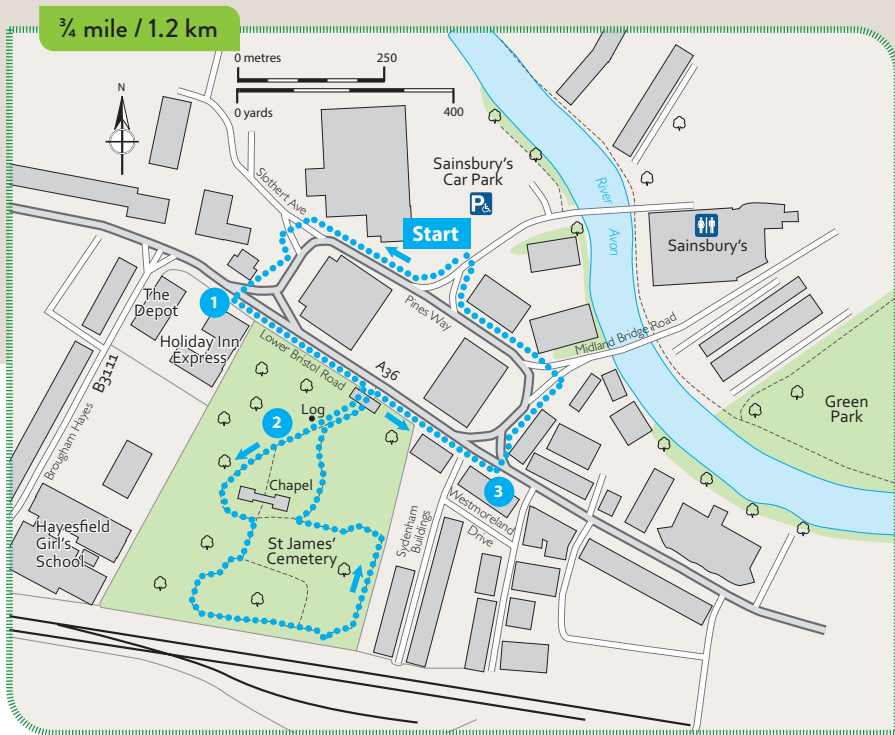 ¾ mile / 1.2 km
0 metres 250
0 yards 400
N
Slothert Ave
Sainsbury's
Car Park
P
Start
River
Avon
Sainsbury's
1
The
Depot
Holiday Inn
Express
Pines Way
Midland Bridge Road
Lower Bristol Road
A36
B3111
Brougham Hayes
Log
2
Green
Park
Chapel
3
Westmoreland
Drive
Sydenham
Buildings
Hayesfield
Girl's
School
St James'
Cemetery